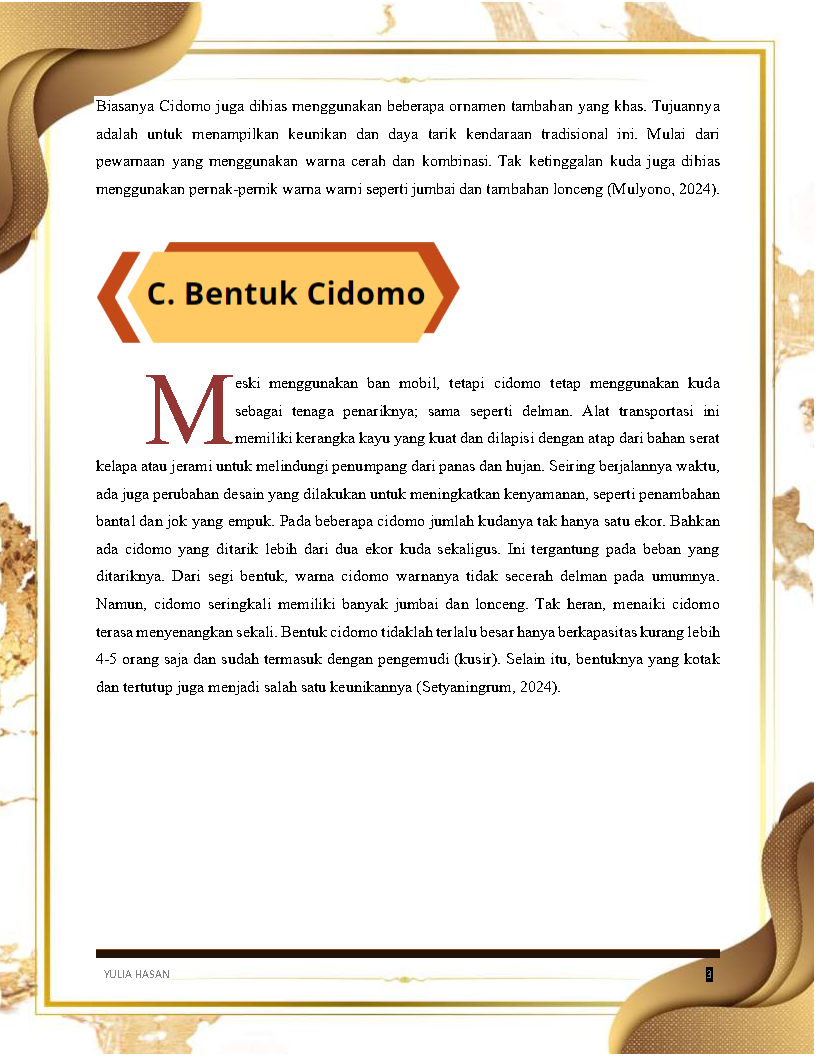 Biasanya Cidomo juga dihias menggunakan beberapa ornamen tambahan yang khas. Tujuannya
adalah untuk menampilkan keunikan dan daya tarik kendaraan tradisional ini. Mulai dari
pewarnaan yang menggunakan warna cerah dan kombinasi. Tak ketinggalan kuda juga dihias
menggunakan pernak-pernik warna warni seperti jumbai dan tambahan lonceng (Mulyono, 2024).
C. Bentuk Cidomo
Meski menggunakan ban mobil, tetapi cidomo tetap menggunakan kuda
sebagai tenaga penariknya; sama seperti delman. Alat transportasi ini
memiliki kerangka kayu yang kuat dan dilapisi dengan atap dari bahan serat
kelapa atau jerami untuk melindungi penumpang dari panas dan hujan. Seiring berjalannya waktu,
ada juga perubahan desain yang dilakukan untuk meningkatkan kenyamanan, seperti penambahan
bantal dan jok yang empuk. Pada beberapa cidomo jumlah kudanya tak hanya satu ekor. Bahkan
ada cidomo yang ditarik lebih dari dua ekor kuda sekaligus. Ini tergantung pada beban yang
ditariknya. Dari segi bentuk, warna cidomo warnanya tidak secerah delman pada umumnya.
Namun, cidomo seringkali memiliki banyak jumbai dan lonceng. Tak heran, menaiki cidomo
terasa menyenangkan sekali. Bentuk cidomo tidaklah terlalu besar hanya berkapasitas kurang lebih
4-5 orang saja dan sudah termasuk dengan pengemudi (kusir). Selain itu, bentuknya yang kotak
dan tertutup juga menjadi salah satu keunikannya (Setyaningrum, 2024).
YULIA HASAN
3